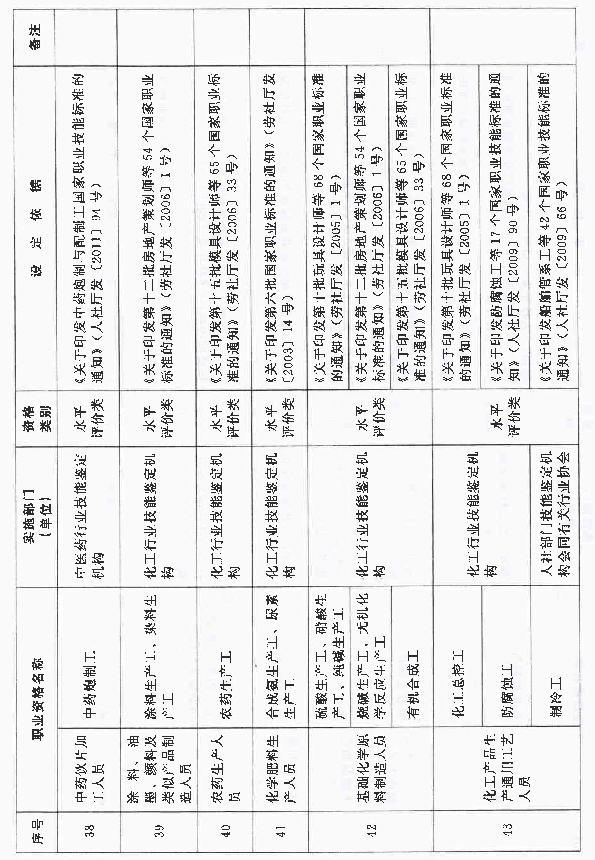 序号
职业资格名称
实施部门
（单位）
资格
类别
设 定 依 据
备注
38
中药饮片加
工人员
中药炮制工
中医药行业技能鉴定
机构
水平
评价类
《关于印发中药炮制与配制工国家职业技能标准的
通知》（人社厅发〔2011〕94号）
39
涂料、油
墨、颜料及
类似产品制
造人员
涂料生产工、染料生
产工
化工行业技能鉴定机
构
水平
评价类
《关于印发第十二批房地产策划师等54个国家职业
标准的通知》（劳社厅发〔2006〕1号）
40
农药生产人
员
农药生产工
化工行业技能鉴定机
构
水平
评价类
《关于印发第十五批模具设计师等65个国家职业标
准的通知》（劳社厅发〔2006〕33号）
41
化学肥料生
产人员
合成氨生产工、尿素
生产工
化工行业技能鉴定机
构
水平
评价类
《关于印发第六批国家职业标准的通知》（劳社厅发
〔2003〕14号）
42
基础化学原
料制造人员
硫酸生产工、硝酸生
产工、纯碱生产工
烧碱生产工、无机化
学反应生产工
有机合成工
化工行业技能鉴定机
构
水平
评价类
《关于印发第十批玩具设计师等68个国家职业标准
的通知》（劳社厅发〔2005〕1号）
《关于印发第十二批房地产策划师等54个国家职业
标准的通知》（劳社厅发〔2006〕1号）
《关于印发第十五批模具设计师等65个国家职业标
准的通知》（劳社厅发〔2006〕33号）
43
化工产品生
产通用工艺
人员
化工总控工
防腐蚀工
制冷工
化工行业技能鉴定机
构
人社部门技能鉴定机
构会同有关行业协会
水平
评价类
《关于印发第十批玩具设计师等68个国家职业标准
的通知》（劳社厅发〔2005〕1号）
《关于印发防腐蚀工等17个国家职业技能标准的通
知》（人社厅发〔2009〕90号）
《关于印发船舶管系工等42个国家职业技能标准的
通知》（人社厅发〔2009〕66号）